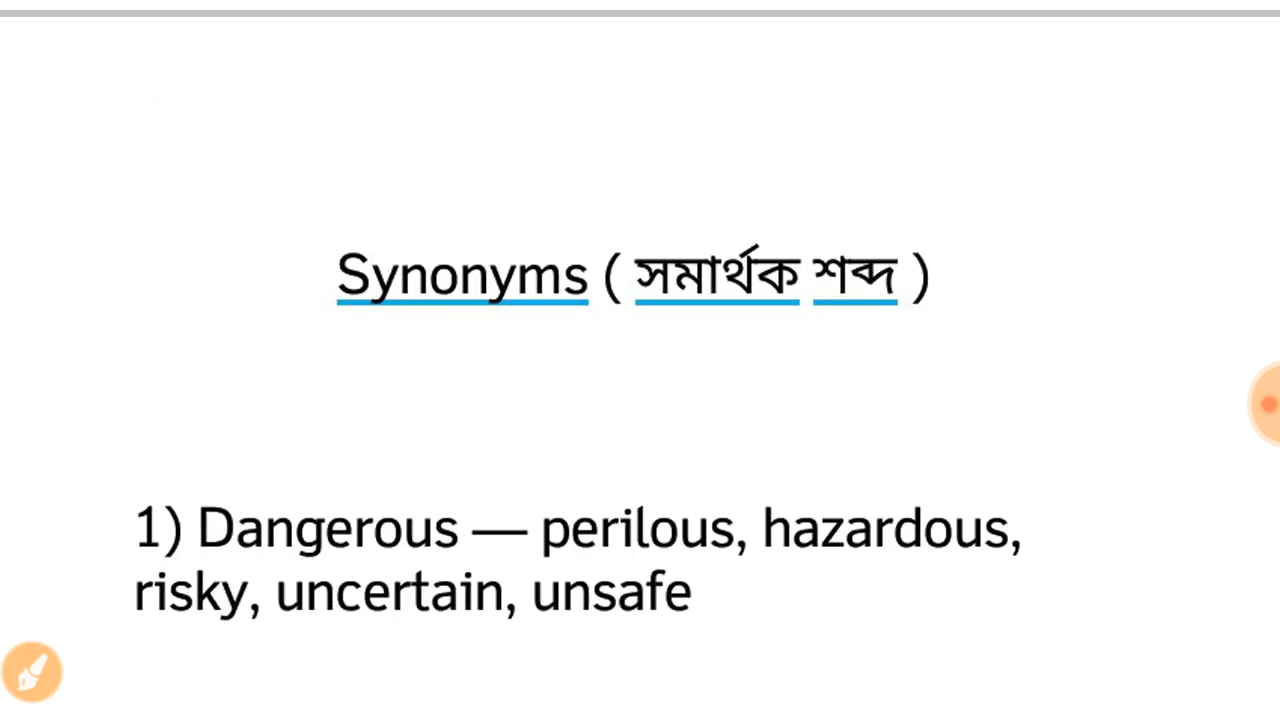 Synonyms ( সমার্থক শব্দ )
1) Dangerous — perilous, hazardous,
risky, uncertain, unsafe